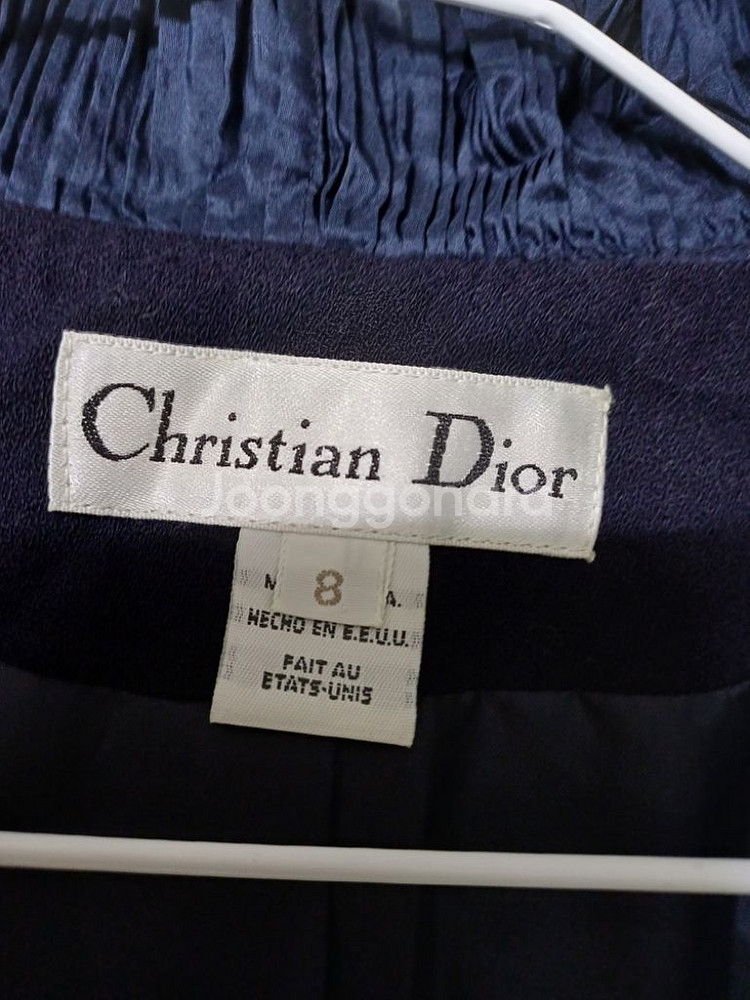 Christian Dior
Joonggonara
8
A.
HECHO EN E.E.U.U.
FAIT AU
ETATS-UNIS